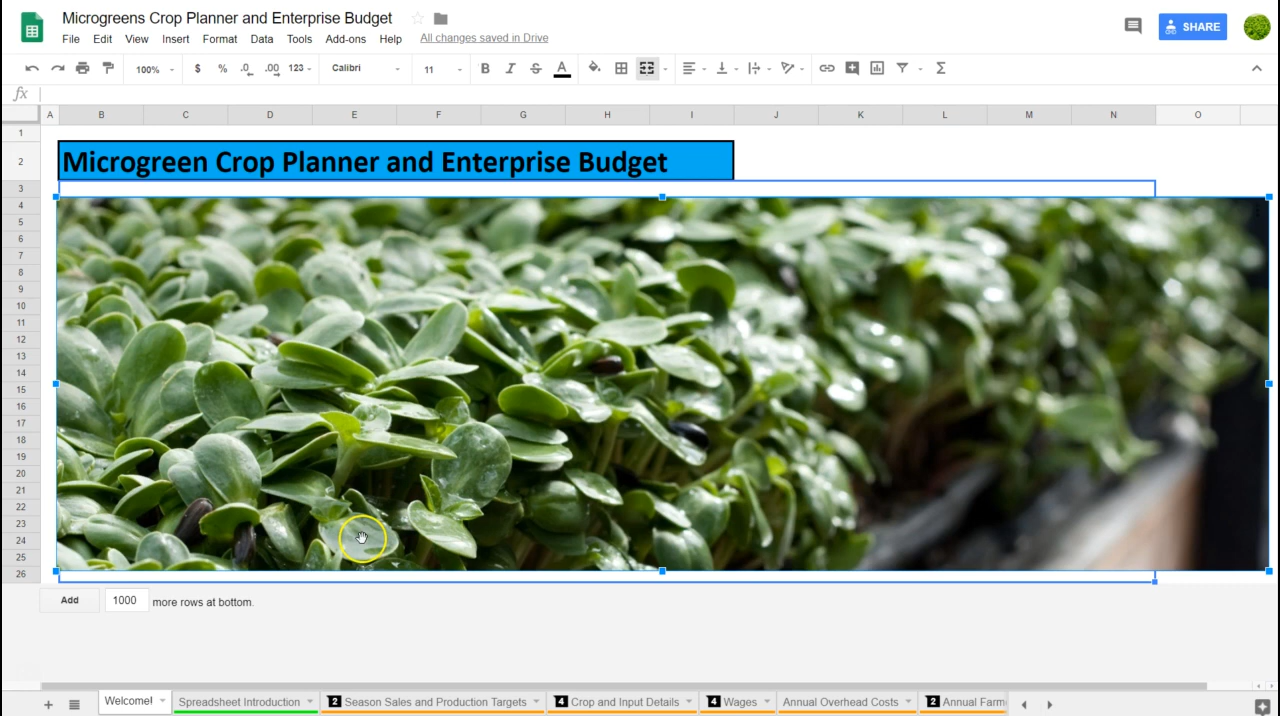 Microgreens Crop Planner and Enterprise Budget
File Edit View Insert Format Data Tools Add-ons Help All changes saved in Drive
SHARE
100% $ % .0 .00 123 Calibri 11 B I S A Σ
fx
A B C D E F G H I J K L M N O
1
2 Microgreen Crop Planner and Enterprise Budget
3
4
5
6
7
8
9
10
11
12
13
14
15
16
17
18
19
20
21
22
23
24
25
26
Add 1000 more rows at bottom.
Welcome! Spreadsheet Introduction 2 Season Sales and Production Targets 4 Crop and Input Details 4 Wages Annual Overhead Costs 2 Annual Farm